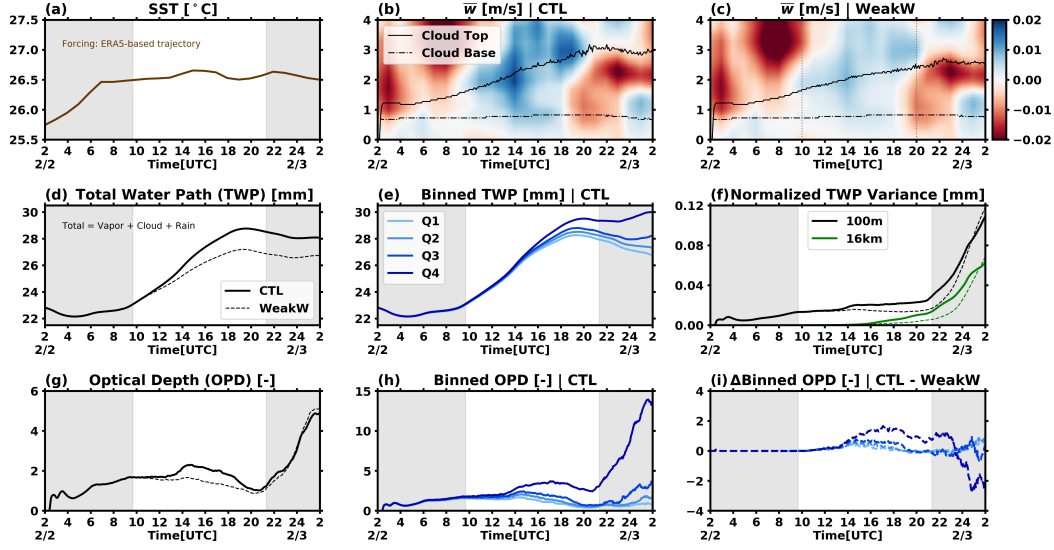 (a) SST [°C]
27.5
27.0
26.5
26.0
25.5
Forcing: ERA5-based trajectory
2 4 6 8 10 12 14 16 18 20 22 2
2/2 Time[UTC] 2/3
(b) w̅ [m/s] | CTL
4
3
2
1
0
Cloud Top
Cloud Base
2 4 6 8 10 12 14 16 18 20 22 2
2/2 Time[UTC] 2/3
(c) w̅ [m/s] | WeakW
4
3
2
1
0
2 4 6 8 10 12 14 16 18 20 22 2
2/2 Time[UTC] 2/3
0.02
0.01
0.00
−0.01
−0.02
(d) Total Water Path (TWP) [mm]
30
28
26
24
22
Total = Vapor + Cloud + Rain
CTL
WeakW
2 4 6 8 10 12 14 16 18 20 22 2
2/2 Time[UTC] 2/3
(e) Binned TWP [mm] | CTL
30
28
26
24
22
Q1
Q2
Q3
Q4
2 4 6 8 10 12 14 16 18 20 22 2
2/2 Time[UTC] 2/3
(f) Normalized TWP Variance [mm]
0.12
0.08
0.04
0.00
100m
16km
2 4 6 8 10 12 14 16 18 20 22 2
2/2 Time[UTC] 2/3
(g) Optical Depth (OPD) [-]
6
4
2
0
2 4 6 8 10 12 14 16 18 20 22 2
2/2 Time[UTC] 2/3
(h) Binned OPD [-] | CTL
15
10
5
0
2 4 6 8 10 12 14 16 18 20 22 2
2/2 Time[UTC] 2/3
(i) ΔBinned OPD [-] | CTL - WeakW
4
2
0
−2
−4
2 4 6 8 10 12 14 16 18 20 22 2
2/2 Time[UTC] 2/3